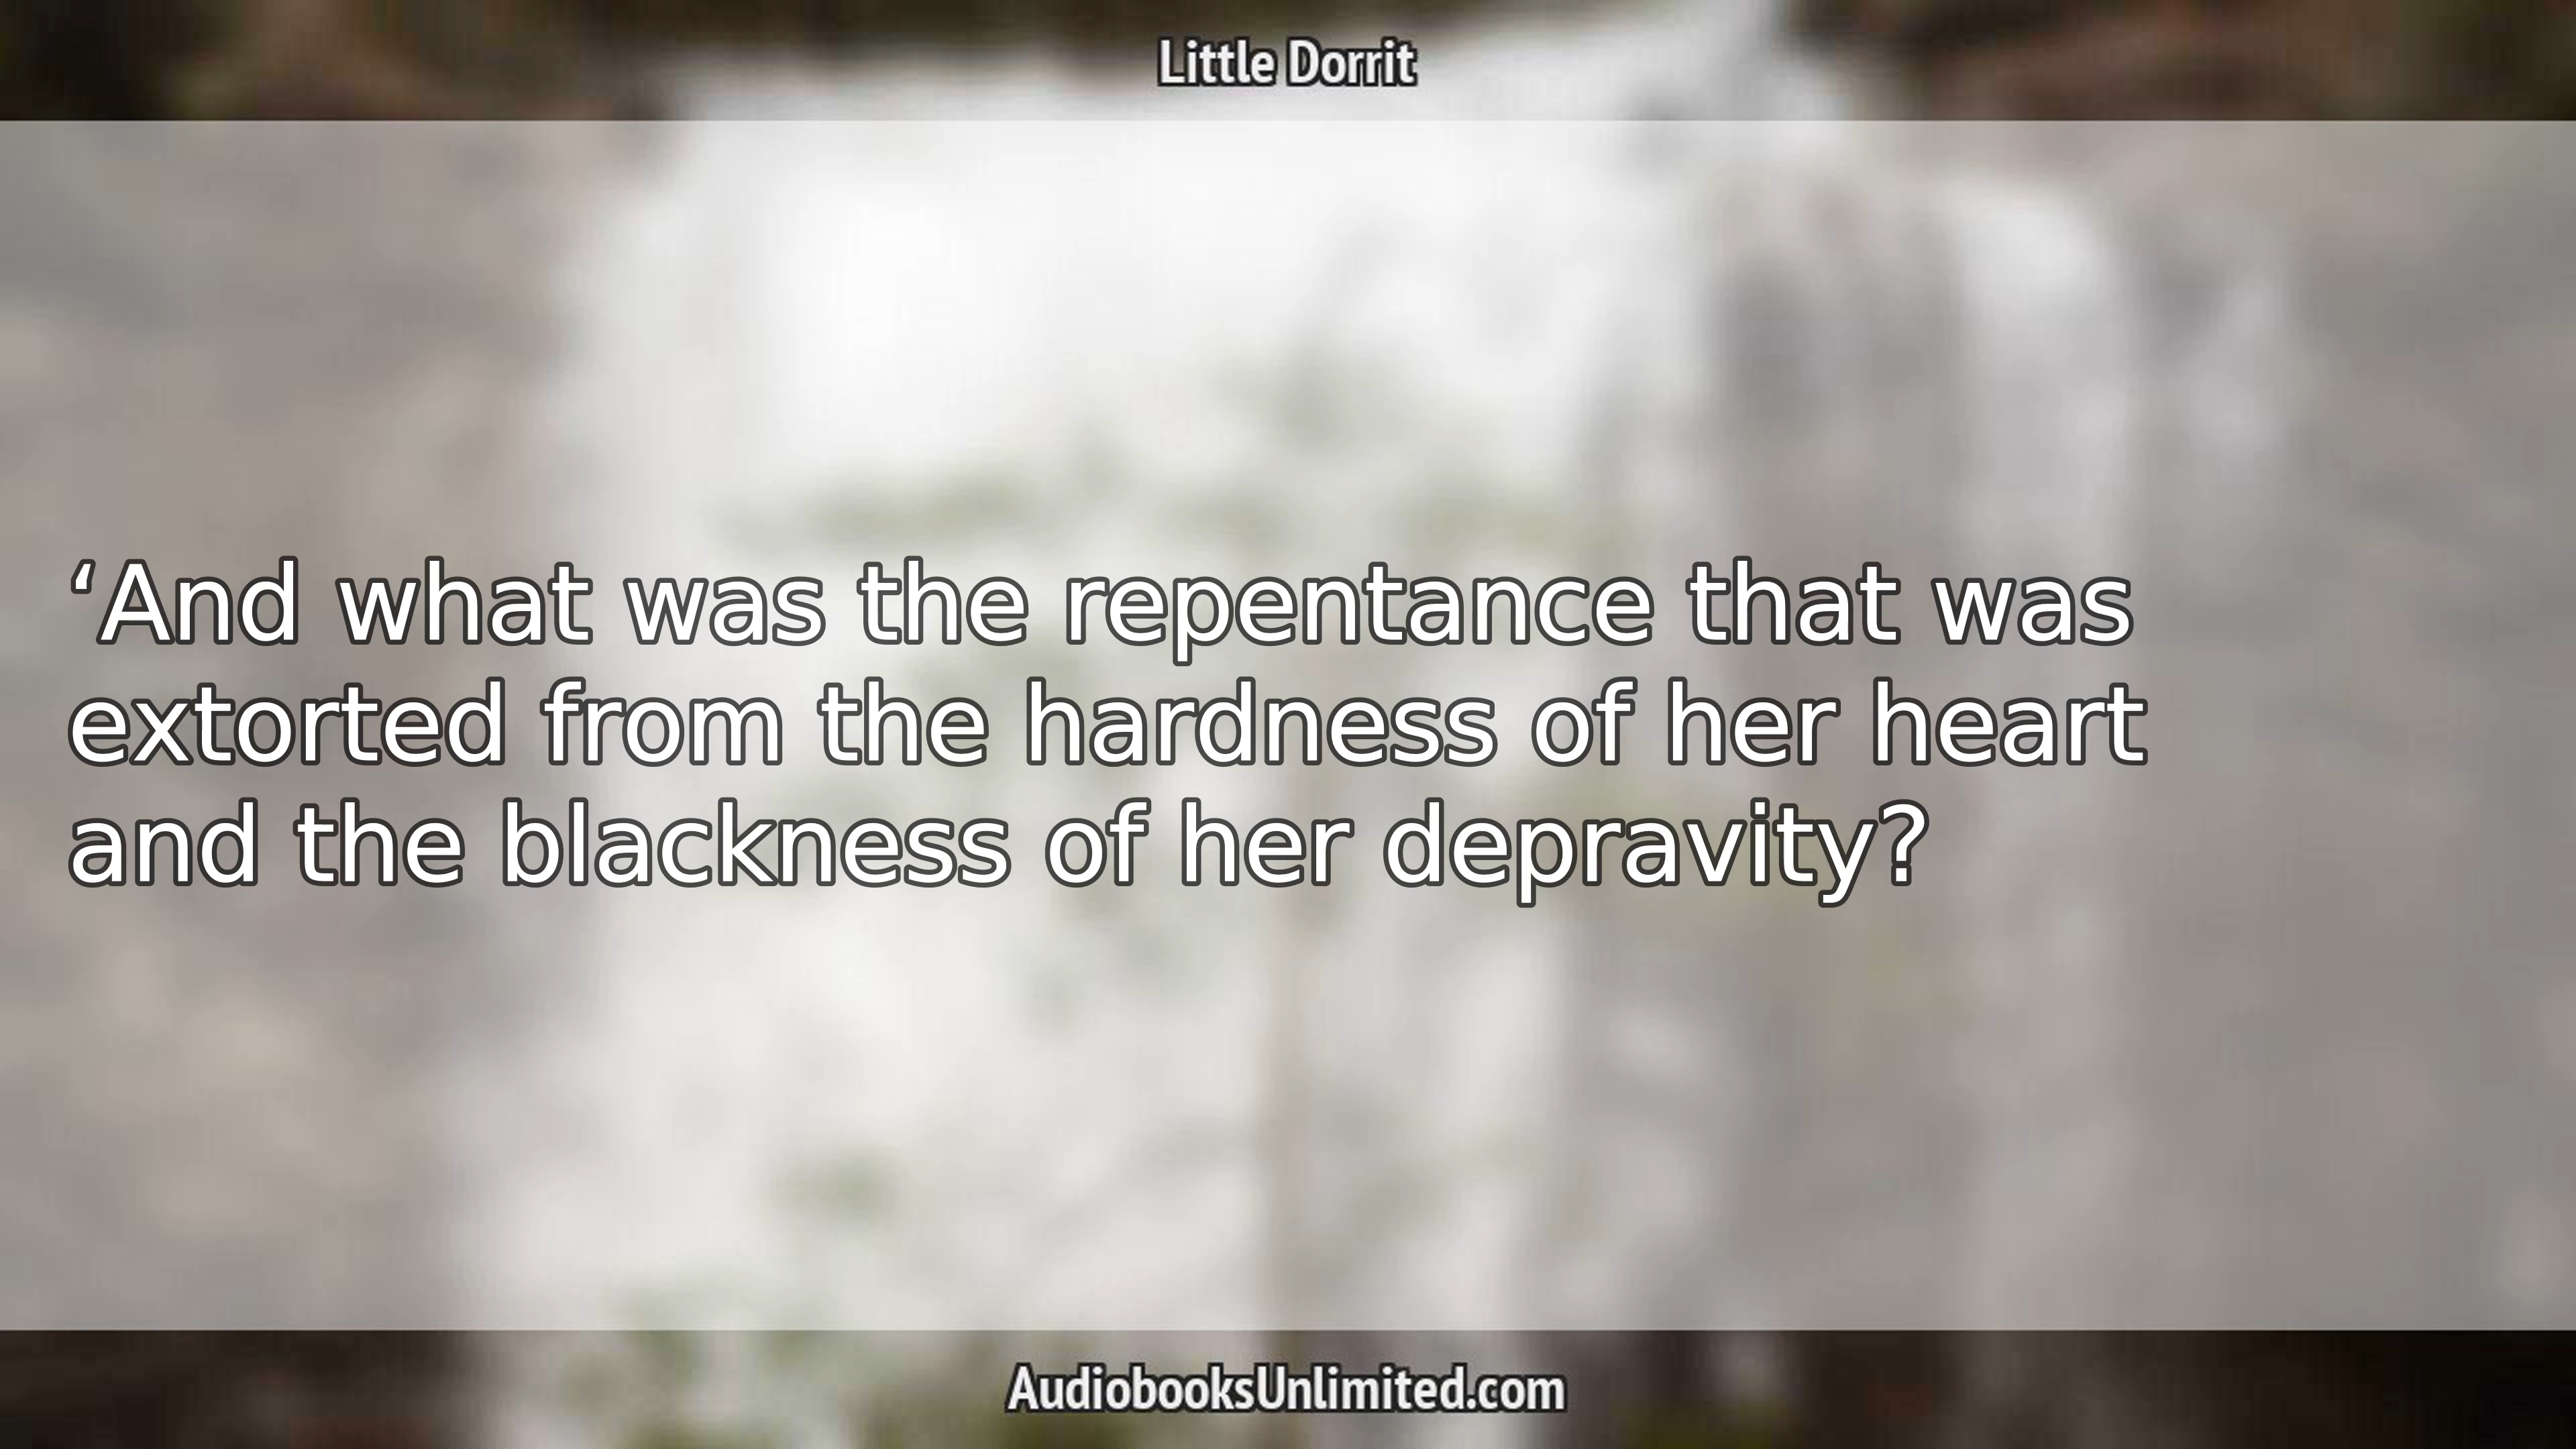 Little Dorrit
‘And what was the repentance that was
extorted from the hardness of her heart
and the blackness of her depravity?
AudiobooksUnlimited.com